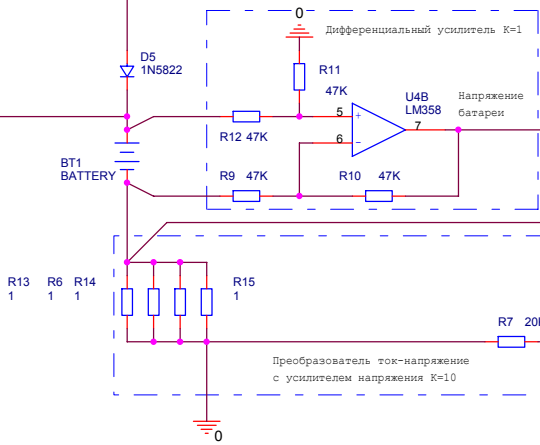 0
Дифференциальный усилитель K=1
D5
1N5822
R11
47K
U4B
LM358
Напряжение
батареи
5
+
7
6
-
R12 47K
BT1
BATTERY
R9 47K
R10 47K
R13
1
R6
1
R14
1
R15
1
R7
Преобразователь ток-напряжение
с усилителем напряжения K=10
0